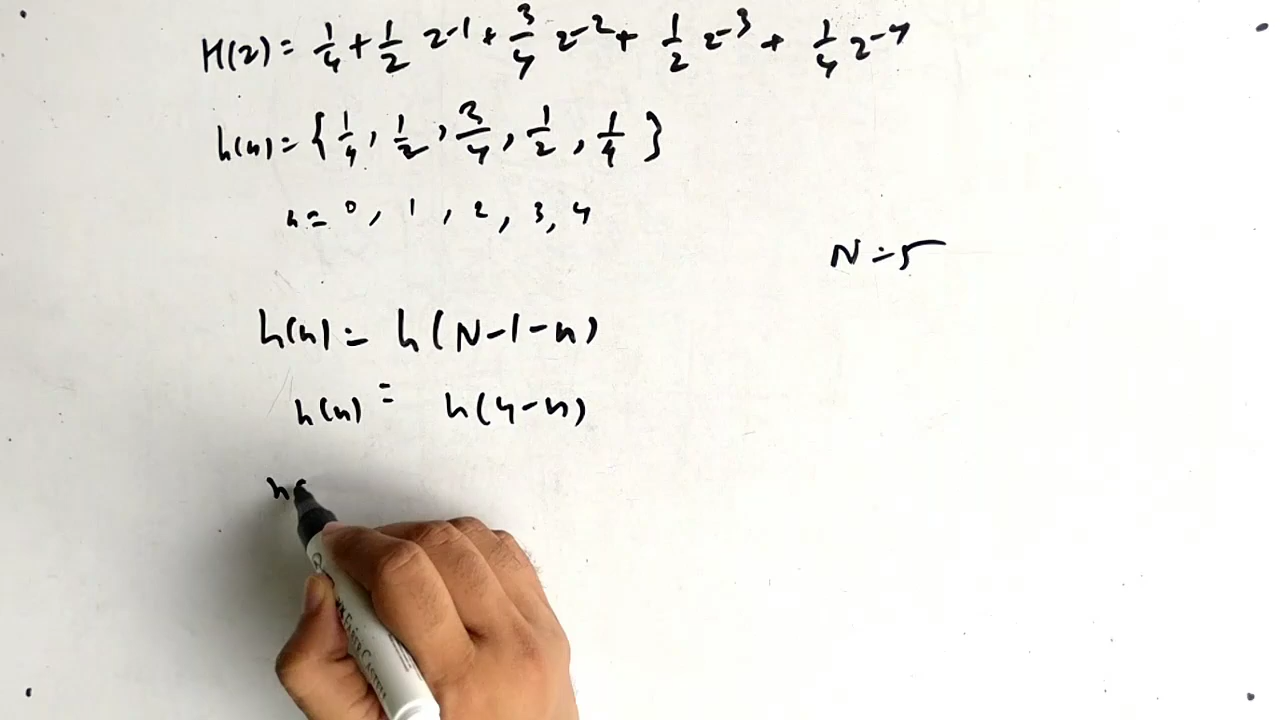 H(z) = 1/4 + 1/2 z-1 + 3/4 z-2 + 1/2 z-3 + 1/4 z-4
h(n) = { 1/4, 1/2, 3/4, 1/2, 1/4 }
n = 0, 1, 2, 3, 4
N = 5
h(n) = h(N-1-n)
h(n) = h(4-n)
h(